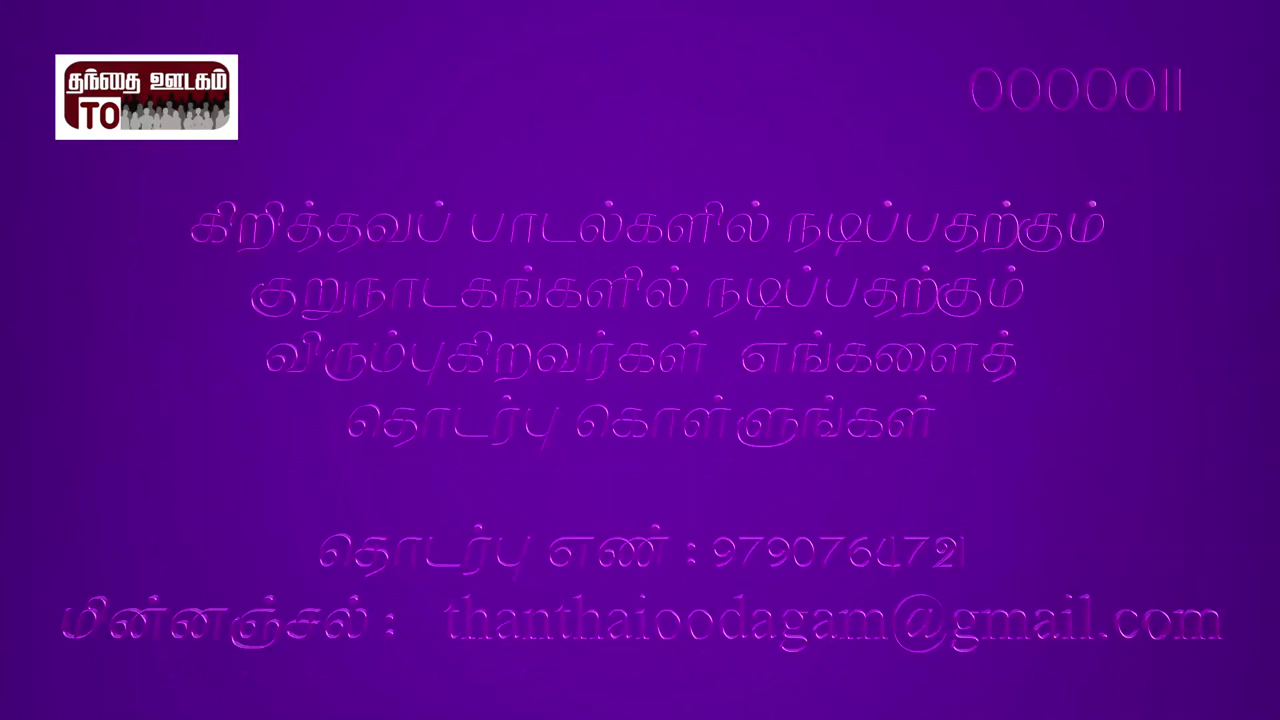 தந்தை ஊடகம்
TO
கிறித்தவப் பாடல்களில் நடிப்பதற்கும்
குறுநாடகங்களில் நடிப்பதற்கும்
விரும்புகிறவர்கள் எங்களைத்
தொடர்பு கொள்ளுங்கள்
தொடர்பு எண் :
மின்னஞ்சல் : thanthaioodagam@gmail.com